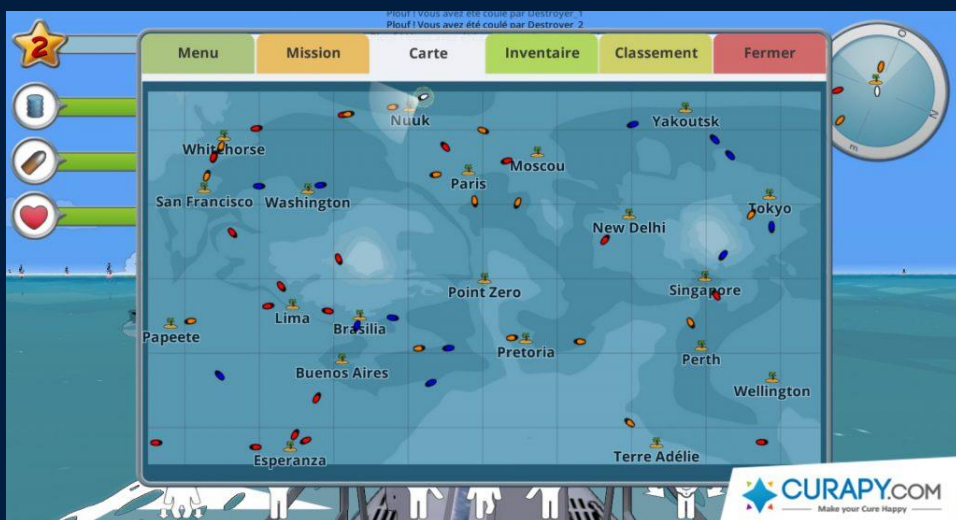 Plouf ! Vous avez été coulé par Destroyer_1
Plouf ! Vous avez été coulé par Destroyer_2
2
Menu
Mission
Carte
Inventaire
Classement
Fermer
O
N
E
Nuuk
Yakoutsk
Whitehorse
Moscou
Paris
San Francisco
Washington
Tokyo
New Delhi
Point Zero
Singapore
Lima
Brasilia
Papeete
Pretoria
Perth
Buenos Aires
Wellington
Esperanza
Terre Adélie
CURAPY.COM
Make your Cure Happy